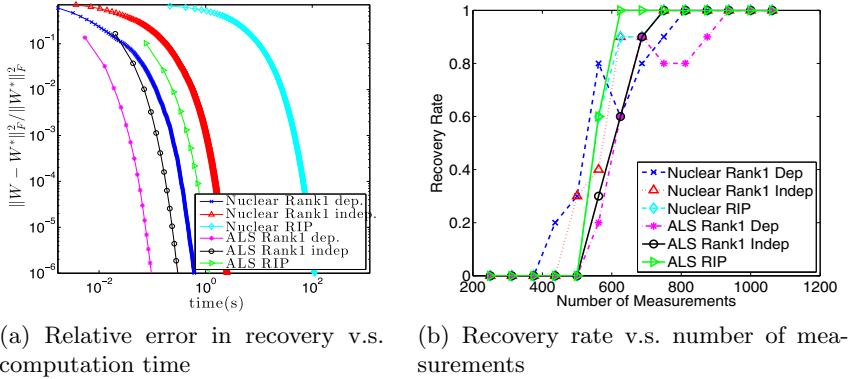 10^-1
10^-2
10^-3
10^-4
10^-5
10^-6
‖W − W*‖²_F/‖W*‖²_F
Nuclear Rank1 dep.
Nuclear Rank1 indep.
Nuclear RIP
ALS Rank1 dep.
ALS Rank1 indep
ALS RIP
10^-2 10^0 10^2
time(s)
(a) Relative error in recovery v.s.
computation time
1
0.8
0.6
0.4
0.2
0
Recovery Rate
Nuclear Rank1 Dep
Nuclear Rank1 Indep
Nuclear RIP
ALS Rank1 Dep
ALS Rank1 Indep
ALS RIP
200 400 600 800 1000 1200
Number of Measurements
(b) Recovery rate v.s. number of mea-
surements